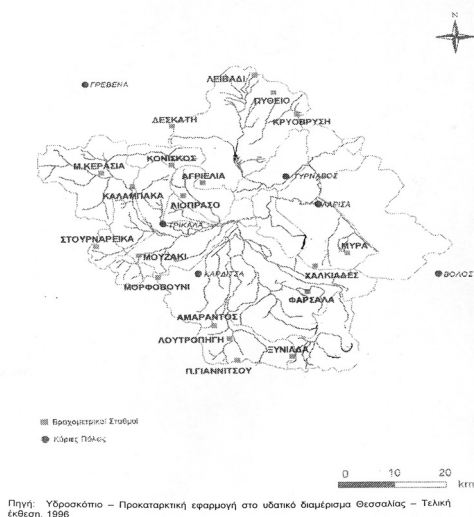 N
ΛΕΙΒΑΔΙ
ΓΡΕΒΕΝΑ
ΠΥΘΕΙΟ
ΚΡΥΟΒΡΥΣΗ
ΔΕΣΚΑΤΗ
ΚΟΝΙΣΚΟΣ
Μ.ΚΕΡΑΣΙΑ
ΑΓΡΙΕΛΙΑ
ΤΥΡΝΑΒΟΣ
ΚΑΛΑΜΠΑΚΑ
ΛΙΟΠΡΑΣΟ
ΛΑΡΙΣΑ
ΤΡΙΚΑΛΑ
ΣΤΟΥΡΝΑΡΕΙΚΑ
ΜΥΡΑ
ΜΟΥΖΑΚΙ
ΚΑΡΔΙΤΣΑ
ΧΑΛΚΙΑΔΕΣ
ΒΟΛΟΣ
ΜΟΡΦΟΒΟΥΝΙ
ΦΑΡΣΑΛΑ
ΑΜΑΡΑΝΤΟΣ
ΛΟΥΤΡΟΠΗΓΗ
ΞΥΝΙΑΔΑ
Π.ΓΙΑΝΝΙΤΣΟΥ
Βροχομετρικοί Σταθμοί
Κύριες Πόλεις
0 10 20
km
Πηγή: Υδροσκόπιο – Προκαταρκτική εφαρμογή στο υδατικό διαμέρισμα Θεσσαλίας – Τελική
έκθεση, 1996